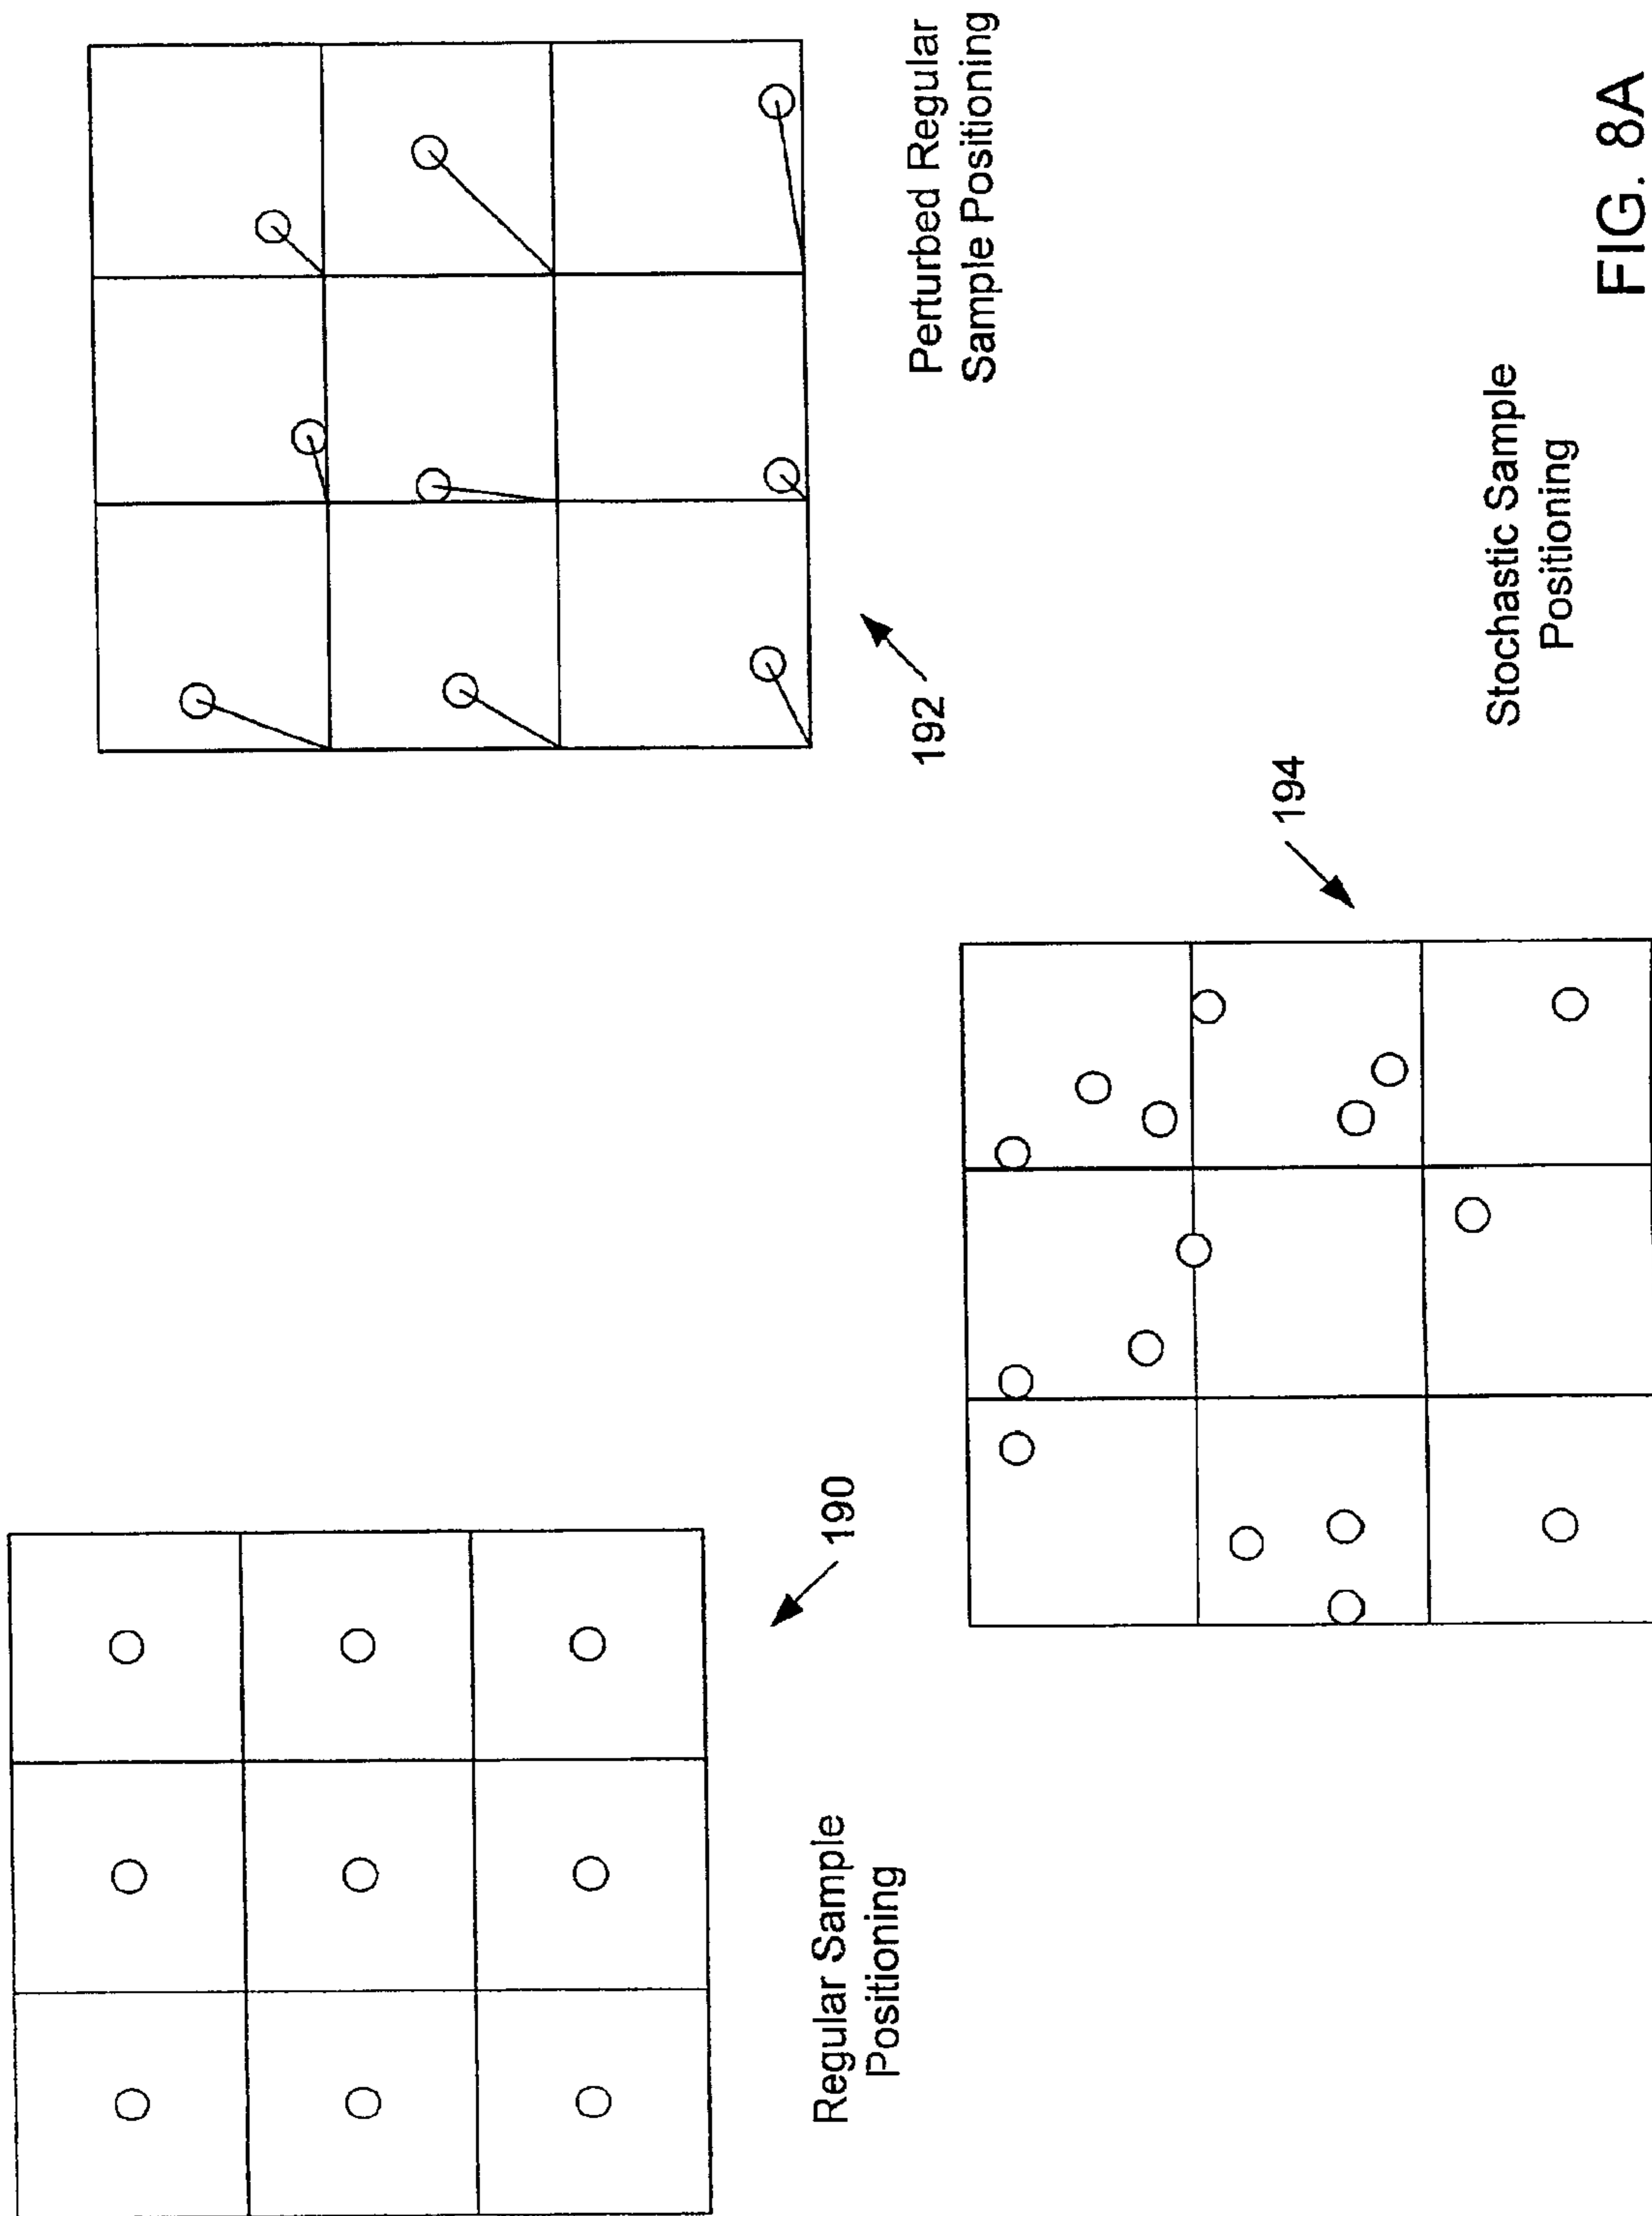 190
Regular Sample
Positioning
192
Perturbed Regular
Sample Positioning
194
Stochastic Sample
Positioning
FIG. 8A